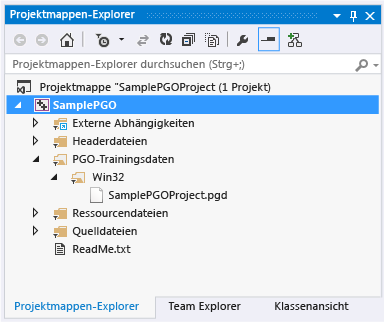 Projektmappen-Explorer
Projektmappen-Explorer durchsuchen (Strg+;)
Projektmappe "SamplePGOProject (1 Projekt)
SamplePGO
Externe Abhängigkeiten
Headerdateien
PGO-Trainingsdaten
Win32
SamplePGOProject.pgd
Ressourcendateien
Quelldateien
ReadMe.txt
Projektmappen-Explorer Team Explorer Klassenansicht